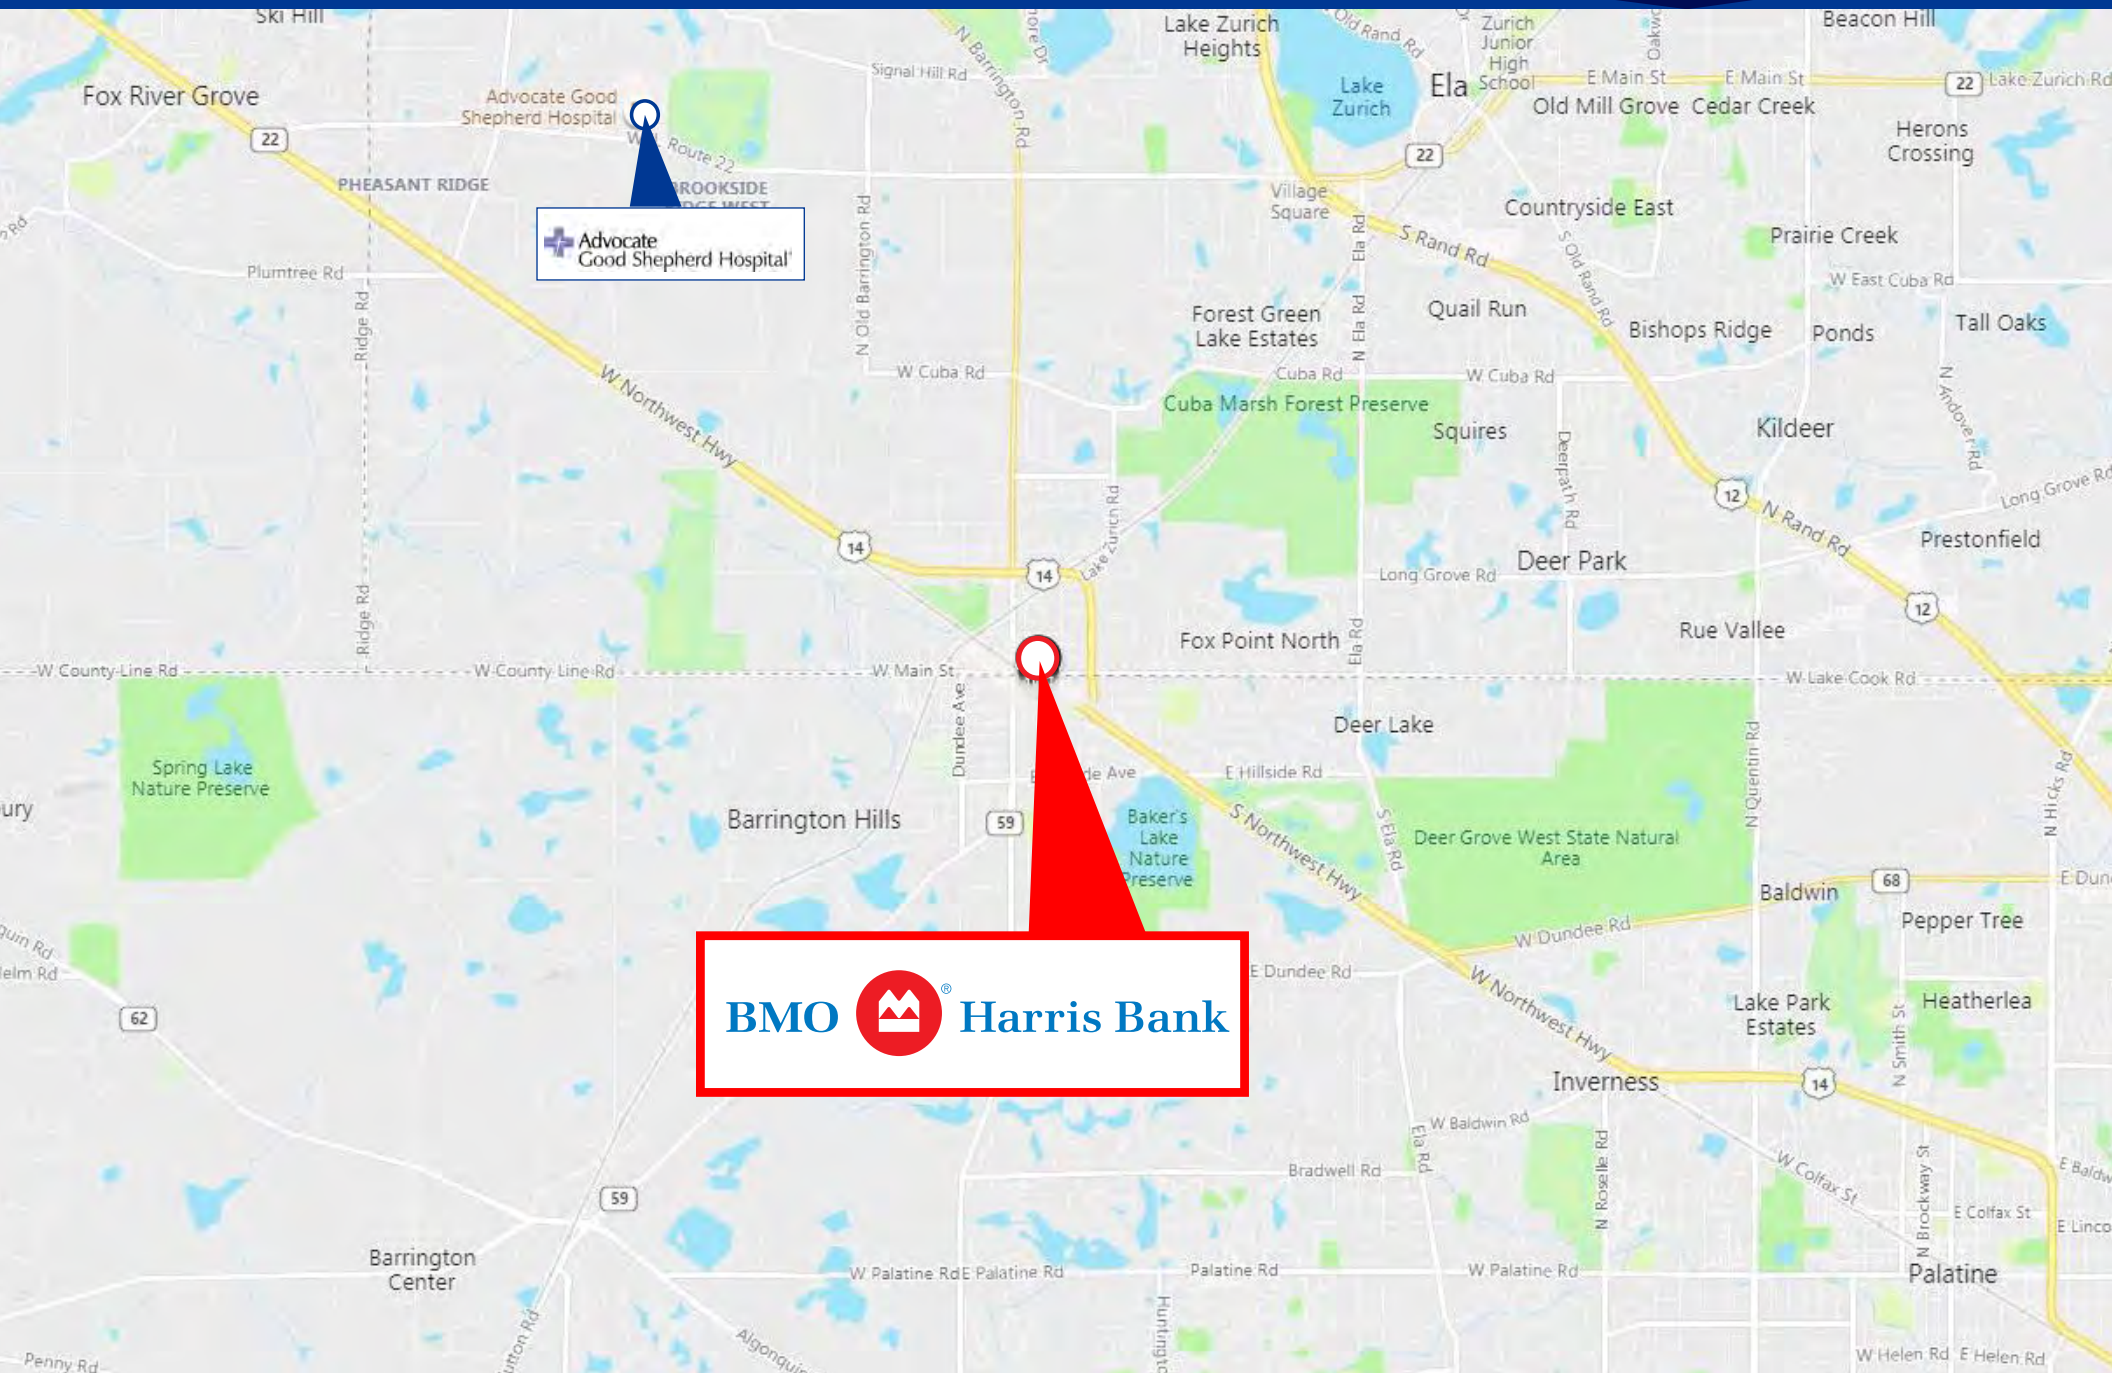 Ski Hill
Lake Zurich
Heights
Old Rand Rd
Zurich
Junior
High
School
Beacon Hill
N Barrington Rd
Signal Hill Rd
Fox River Grove
Advocate Good
Shepherd Hospital
Lake
Zurich
Ela
E Main St
E Main St
22
Lake Zurich Rd
Old Mill Grove
Cedar Creek
22
Route 22
22
Herons
Crossing
PHEASANT RIDGE
BROOKSIDE
Village
Square
Countryside East
Advocate
Good Shepherd Hospital
N Old Barrington Rd
Ela Rd
S Rand Rd
S Old Rand Rd
Prairie Creek
Plumtree Rd
W East Cuba Rd
Ridge Rd
Forest Green
Lake Estates
N Ela Rd
Quail Run
Bishops Ridge
Ponds
Tall Oaks
W Northwest Hwy
W Cuba Rd
Cuba Rd
W Cuba Rd
N Andover Rd
Cuba Marsh Forest Preserve
Squires
Kildeer
Deerpath Rd
12
Long Grove Rd
N Rand Rd
14
14
Lake Zurich Rd
Long Grove Rd
Deer Park
Prestonfield
Ridge Rd
12
Fox Point North
Ela Rd
Rue Vallee
W County Line Rd
W County Line Rd
W Main St
W Lake Cook Rd
Dundee Ave
Deer Lake
N Quentin Rd
Spring Lake
Nature Preserve
E Hillside Rd
N Hicks Rd
Barrington Hills
59
Baker's
Lake
Nature
Preserve
S Northwest Hwy
S Ela Rd
Deer Grove West State Natural
Area
Baldwin
68
Pepper Tree
W Dundee Rd
E Dundee Rd
Helm Rd
62
BMO Harris Bank®
W Northwest Hwy
Lake Park
Estates
Heatherlea
N Smith St
Inverness
14
W Baldwin Rd
Ela Rd
Bradwell Rd
N Roselle Rd
W Colfax St
N Brockway St
59
E Colfax St
Barrington
Center
W Palatine Rd
E Palatine Rd
Palatine Rd
W Palatine Rd
Palatine
Penny Rd
W Helen Rd
E Helen Rd